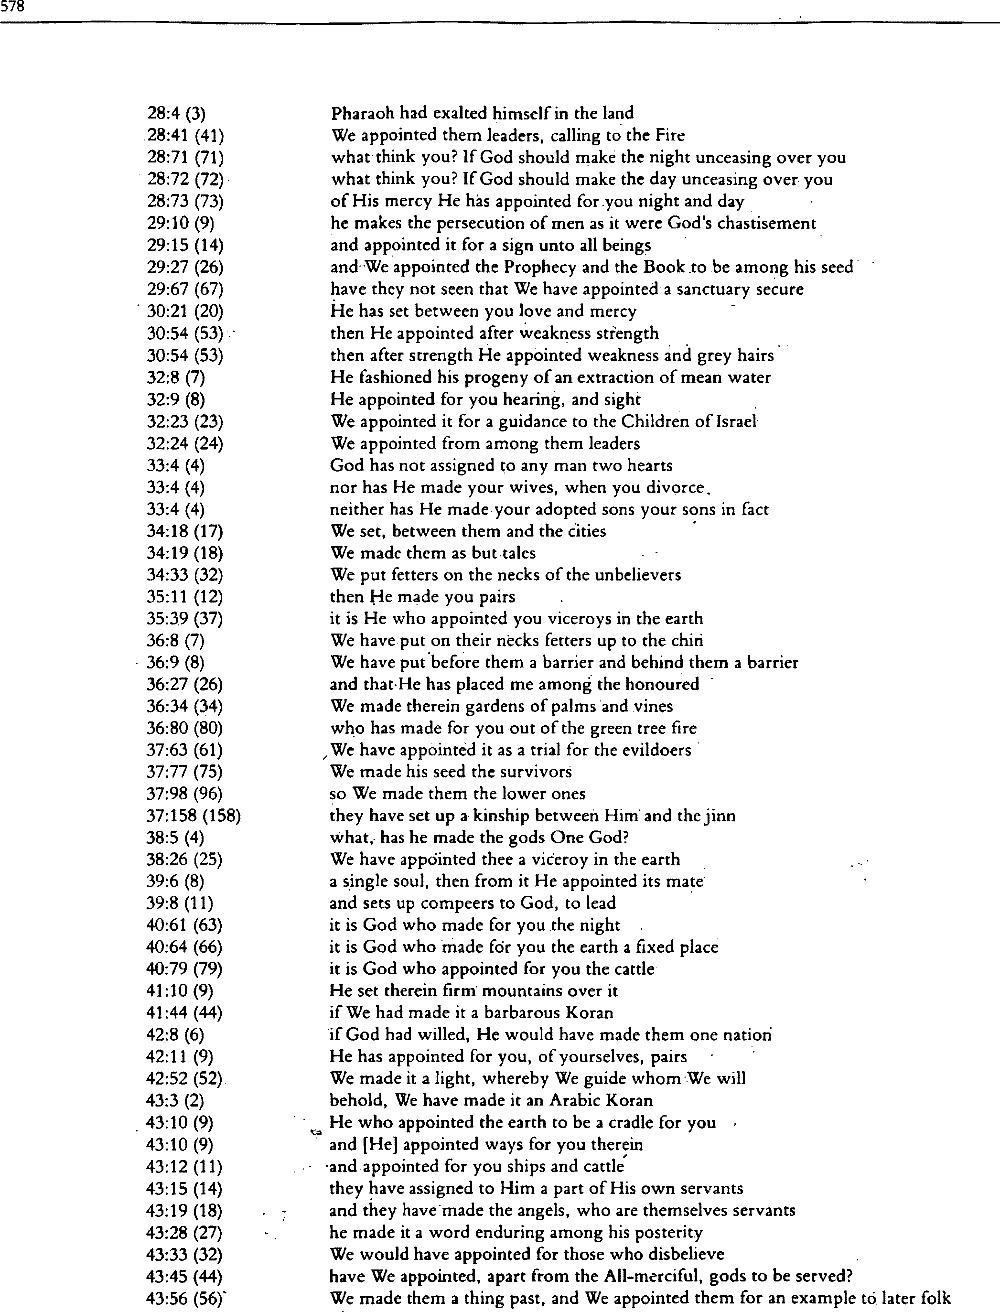 578
28:4 (3) Pharaoh had exalted himself in the land
28:41 (41) We appointed them leaders, calling to the Fire
28:71 (71) what think you? If God should make the night unceasing over you
28:72 (72) what think you? If God should make the day unceasing over you
28:73 (73) of His mercy He has appointed for you night and day
29:10 (9) he makes the persecution of men as it were God's chastisement
29:15 (14) and appointed it for a sign unto all beings
29:27 (26) and We appointed the Prophecy and the Book to be among his seed
29:67 (67) have they not seen that We have appointed a sanctuary secure
30:21 (20) He has set between you love and mercy
30:54 (53) then He appointed after weakness strength
30:54 (53) then after strength He appointed weakness and grey hairs
32:8 (7) He fashioned his progeny of an extraction of mean water
32:9 (8) He appointed for you hearing, and sight
32:23 (23) We appointed it for a guidance to the Children of Israel
32:24 (24) We appointed from among them leaders
33:4 (4) God has not assigned to any man two hearts
33:4 (4) nor has He made your wives, when you divorce
33:4 (4) neither has He made your adopted sons your sons in fact
34:18 (17) We set, between them and the cities
34:19 (18) We made them as but tales
34:33 (32) We put fetters on the necks of the unbelievers
35:11 (12) then He made you pairs
35:39 (37) it is He who appointed you viceroys in the earth
36:8 (7) We have put on their necks fetters up to the chin
36:9 (8) We have put before them a barrier and behind them a barrier
36:27 (26) and that He has placed me among the honoured
36:34 (34) We made therein gardens of palms and vines
36:80 (80) who has made for you out of the green tree fire
37:63 (61) We have appointed it as a trial for the evildoers
37:77 (75) We made his seed the survivors
37:98 (96) so We made them the lower ones
37:158 (158) they have set up a kinship between Him and the jinn
38:5 (4) what, has he made the gods One God?
38:26 (25) We have appointed thee a viceroy in the earth
39:6 (8) a single soul, then from it He appointed its mate
39:8 (11) and sets up compeers to God, to lead
40:61 (63) it is God who made for you the night
40:64 (66) it is God who made for you the earth a fixed place
40:79 (79) it is God who appointed for you the cattle
41:10 (9) He set therein firm mountains over it
41:44 (44) if We had made it a barbarous Koran
42:8 (6) if God had willed, He would have made them one nation
42:11 (9) He has appointed for you, of yourselves, pairs
42:52 (52) We made it a light, whereby We guide whom We will
43:3 (2) behold, We have made it an Arabic Koran
43:10 (9) He who appointed the earth to be a cradle for you
43:10 (9) and [He] appointed ways for you therein
43:12 (11) and appointed for you ships and cattle
43:15 (14) they have assigned to Him a part of His own servants
43:19 (18) and they have made the angels, who are themselves servants
43:28 (27) he made it a word enduring among his posterity
43:33 (32) We would have appointed for those who disbelieve
43:45 (44) have We appointed, apart from the All-merciful, gods to be served?
43:56 (56) We made them a thing past, and We appointed them for an example to later folk